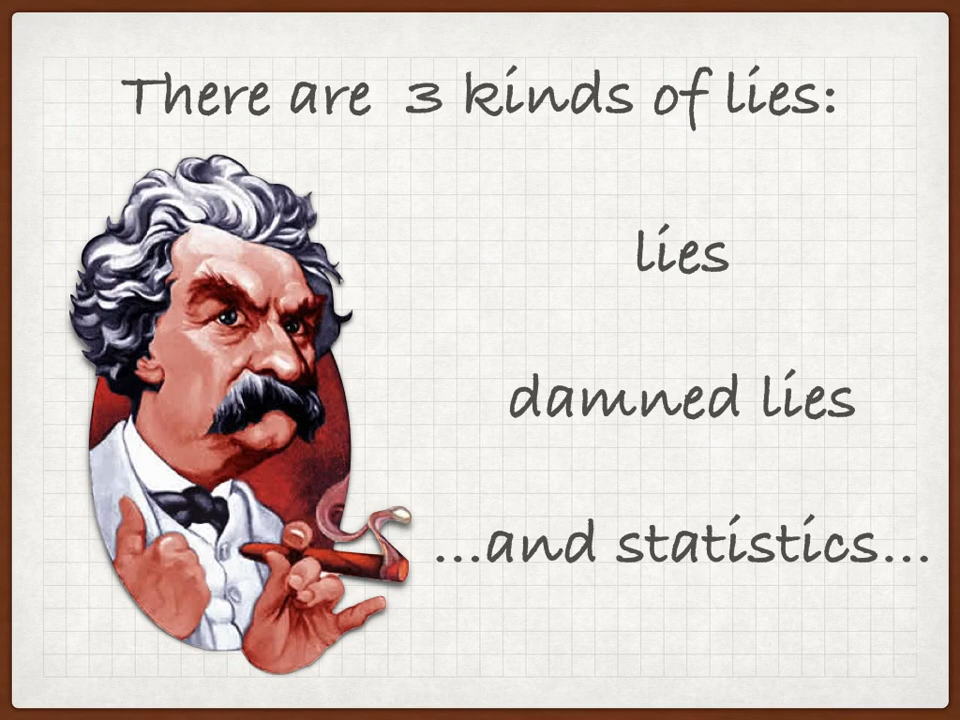 There are 3 kinds of lies:
lies
damned lies
...and statistics...